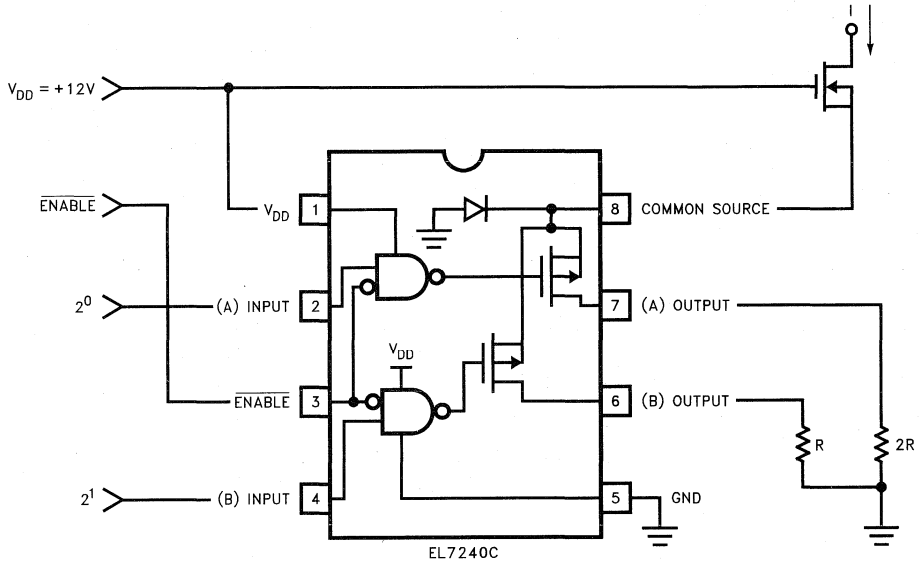 I
V_DD = +12V
ENABLE
V_DD 1
8 COMMON SOURCE
2^0
(A) INPUT 2
7 (A) OUTPUT
V_DD
ENABLE 3
6 (B) OUTPUT
R
2R
2^1
(B) INPUT 4
5 GND
EL7240C